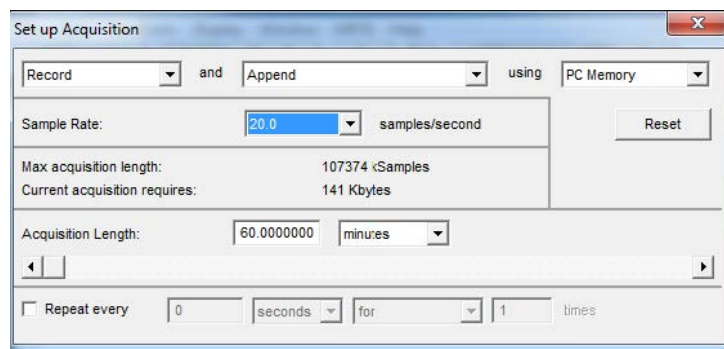 Set up Acquisition
Record and Append using PC Memory
Sample Rate: 20.0 samples/second Reset
Max acquisition length: 107374 kSamples
Current acquisition requires: 141 Kbytes
Acquisition Length: 60.0000000 minutes
Repeat every 0 seconds for 1 times